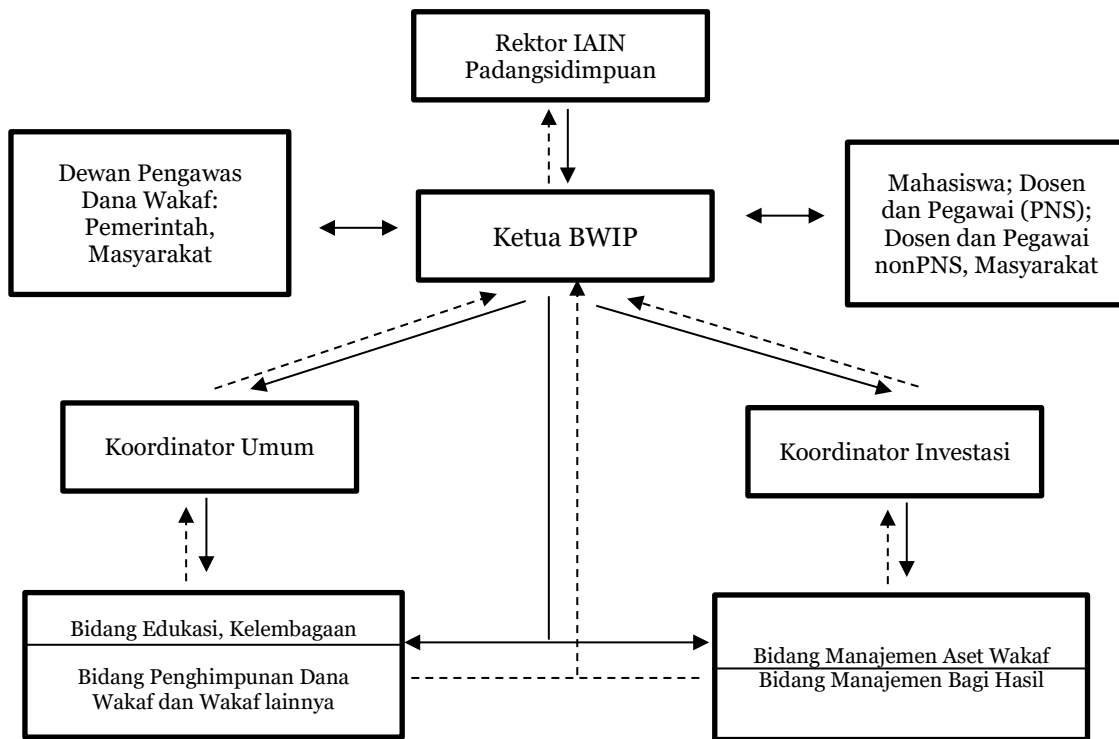 Rektor IAIN
Padangsidimpuan
Dewan Pengawas
Dana Wakaf:
Pemerintah,
Masyarakat
Ketua BWIP
Mahasiswa; Dosen
dan Pegawai (PNS);
Dosen dan Pegawai
nonPNS, Masyarakat
Koordinator Umum
Koordinator Investasi
Bidang Edukasi, Kelembagaan
Bidang Penghimpunan Dana
Wakaf dan Wakaf lainnya
Bidang Manajemen Aset Wakaf
Bidang Manajemen Bagi Hasil